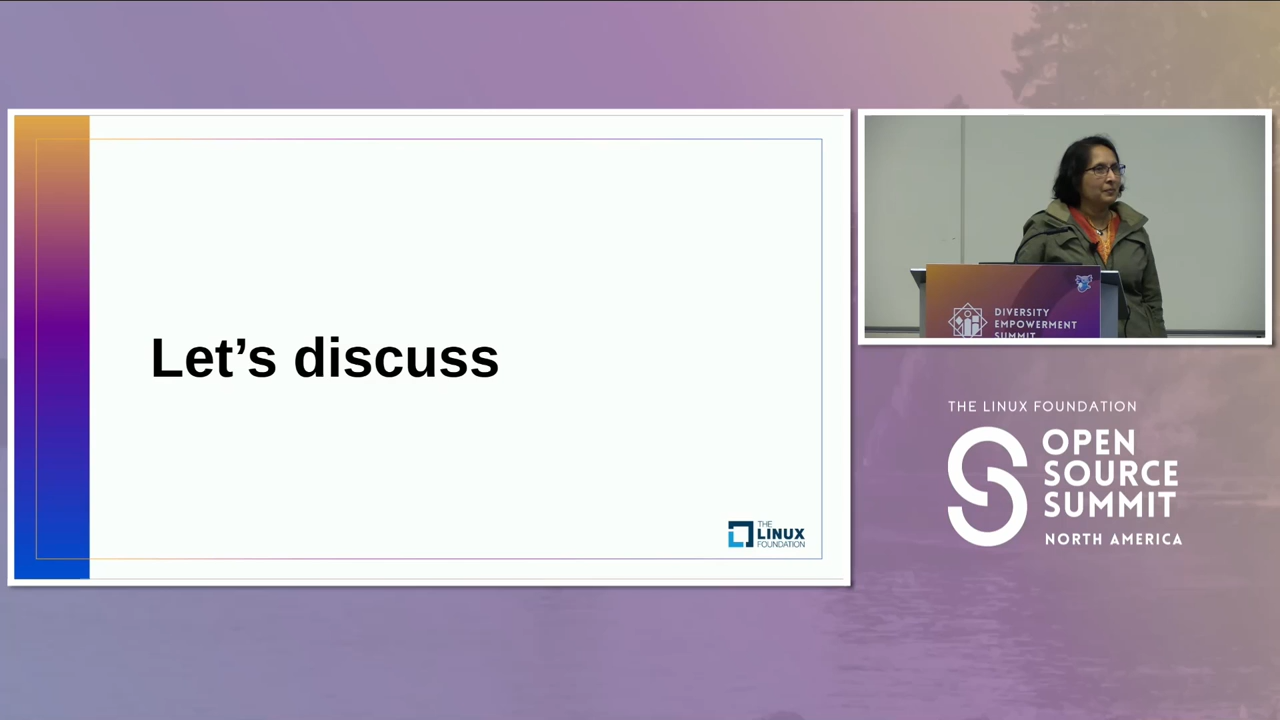 Let’s discuss
THE
LINUX
FOUNDATION
DIVERSITY
EMPOWERMENT
SUMMIT
THE LINUX FOUNDATION
OPEN
SOURCE
SUMMIT
NORTH AMERICA